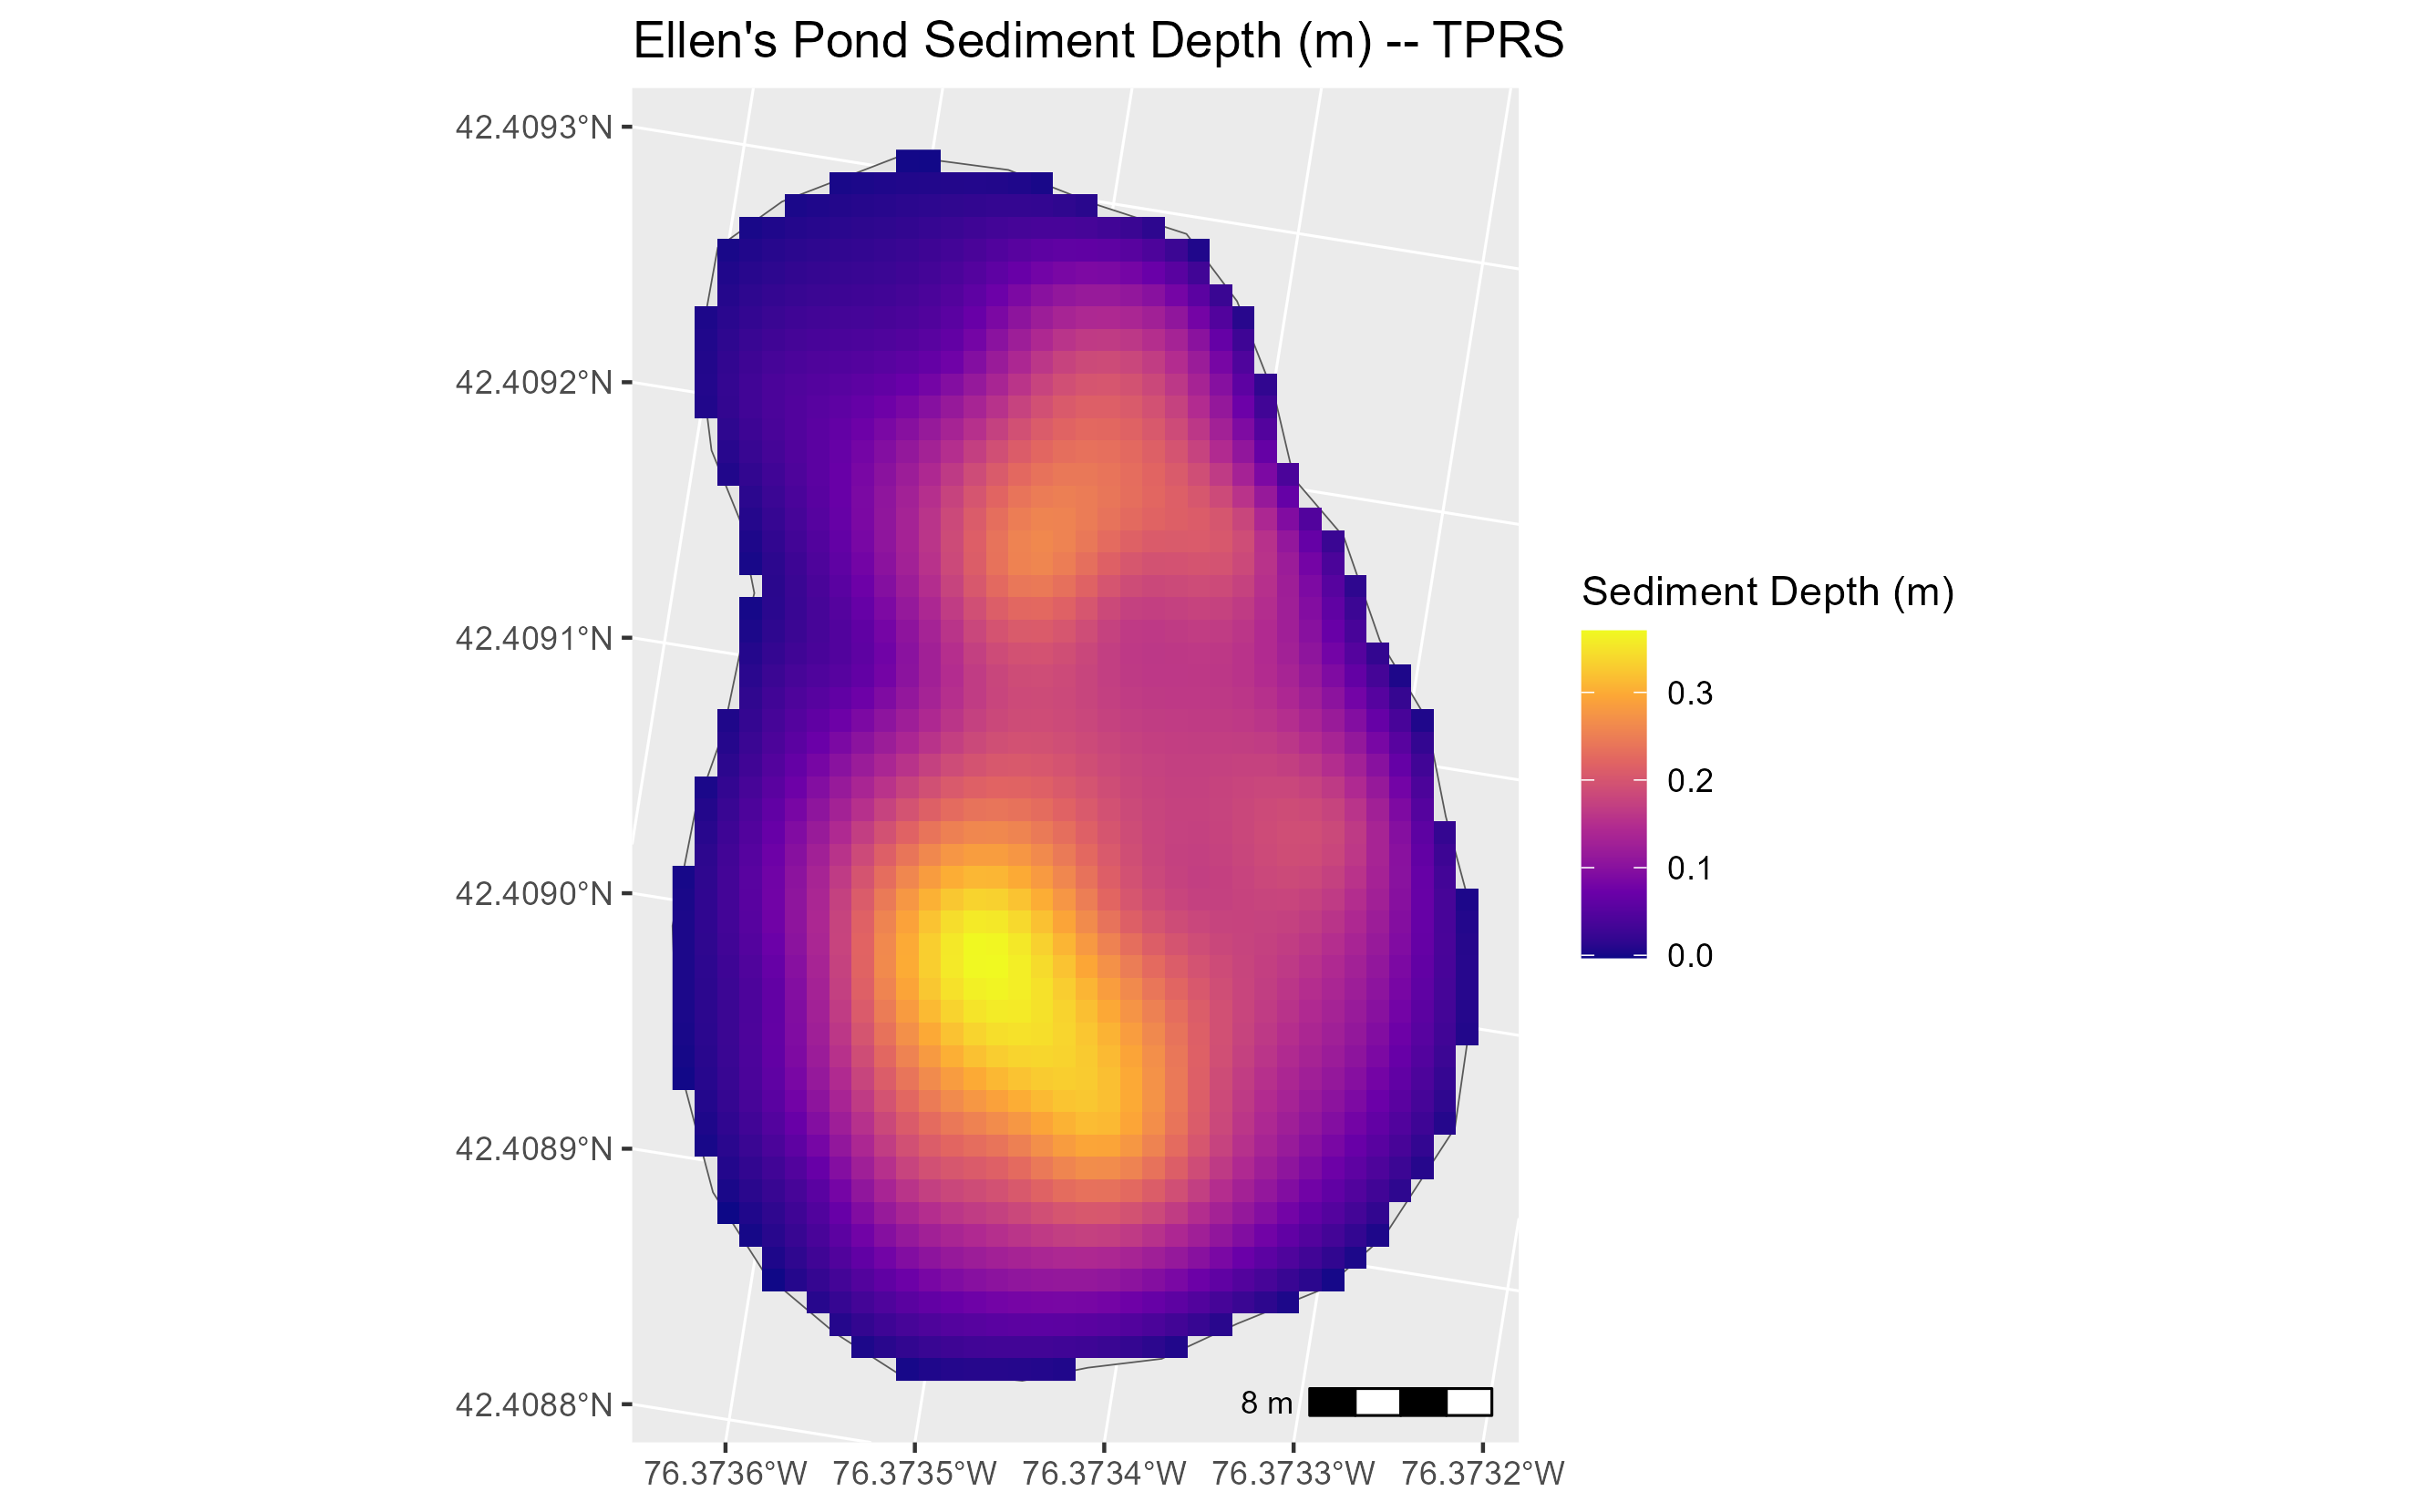 Ellen's Pond Sediment Depth (m) -- TPRS
42.4093°N
42.4092°N
42.4091°N
42.4090°N
42.4089°N
42.4088°N
Sediment Depth (m)
0.3
0.2
0.1
0.0
8 m
76.3736°W 76.3735°W 76.3734°W 76.3733°W 76.3732°W